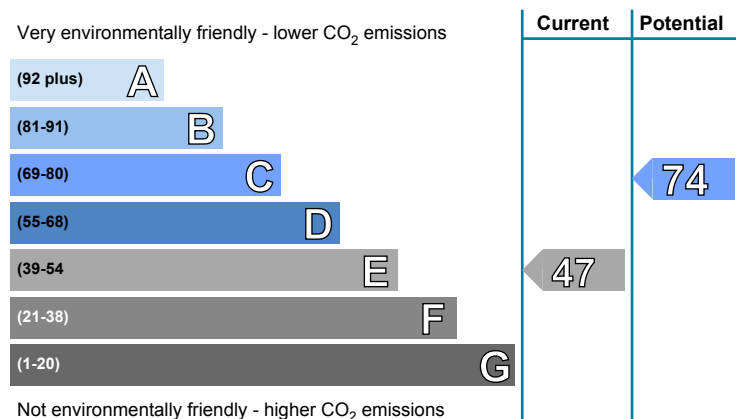 Current Potential
Very environmentally friendly - lower CO₂ emissions
(92 plus) A
(81-91) B
(69-80) C
74
(55-68) D
(39-54 E
47
(21-38) F
(1-20) G
Not environmentally friendly - higher CO₂ emissions